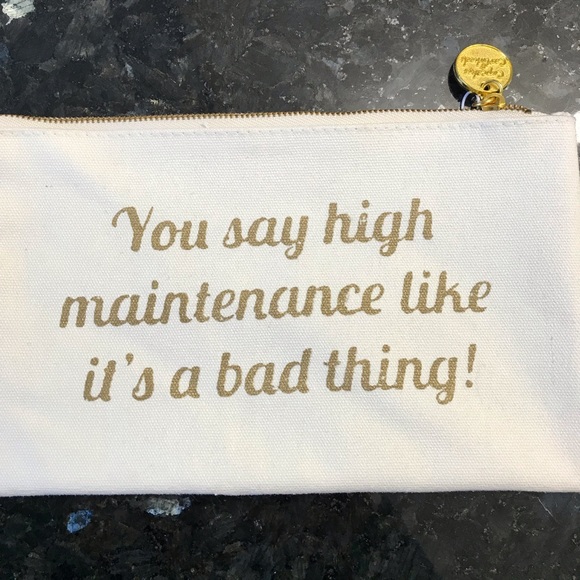 You say high
maintenance like
it's a bad thing!